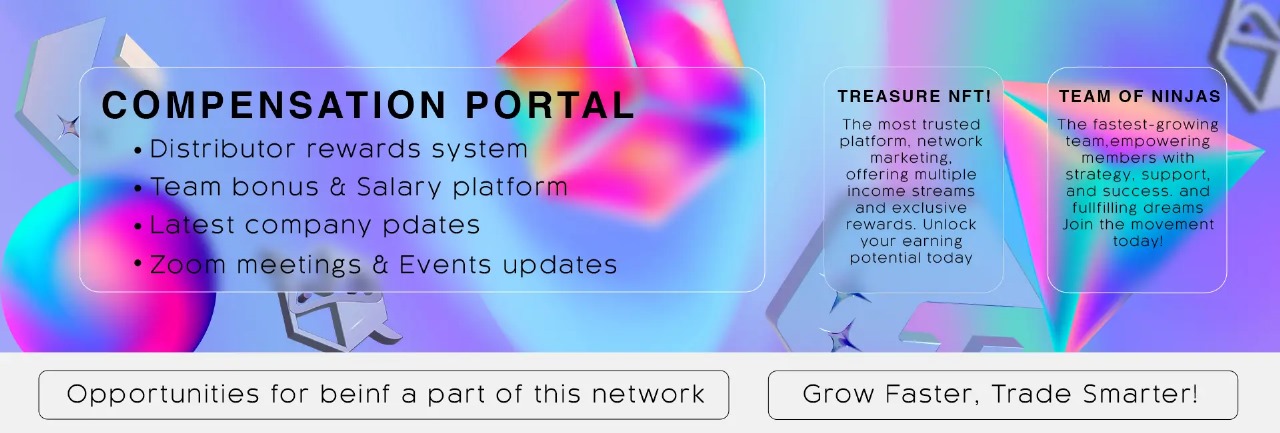 COMPENSATION PORTAL
• Distributor rewards system
• Team bonus & Salary platform
• Latest company pdates
• Zoom meetings & Events updates
TREASURE NFT!
The most trusted
platform, network
marketing,
offering multiple
income streams
and exclusive
rewards. Unlock
your earning
potential today
TEAM OF NINJAS
The fastest-growing
team,empowering
members with
strategy, support,
and success. and
fullfilling dreams
Join the movement
today!
Opportunities for beinf a part of this network
Grow Faster, Trade Smarter!